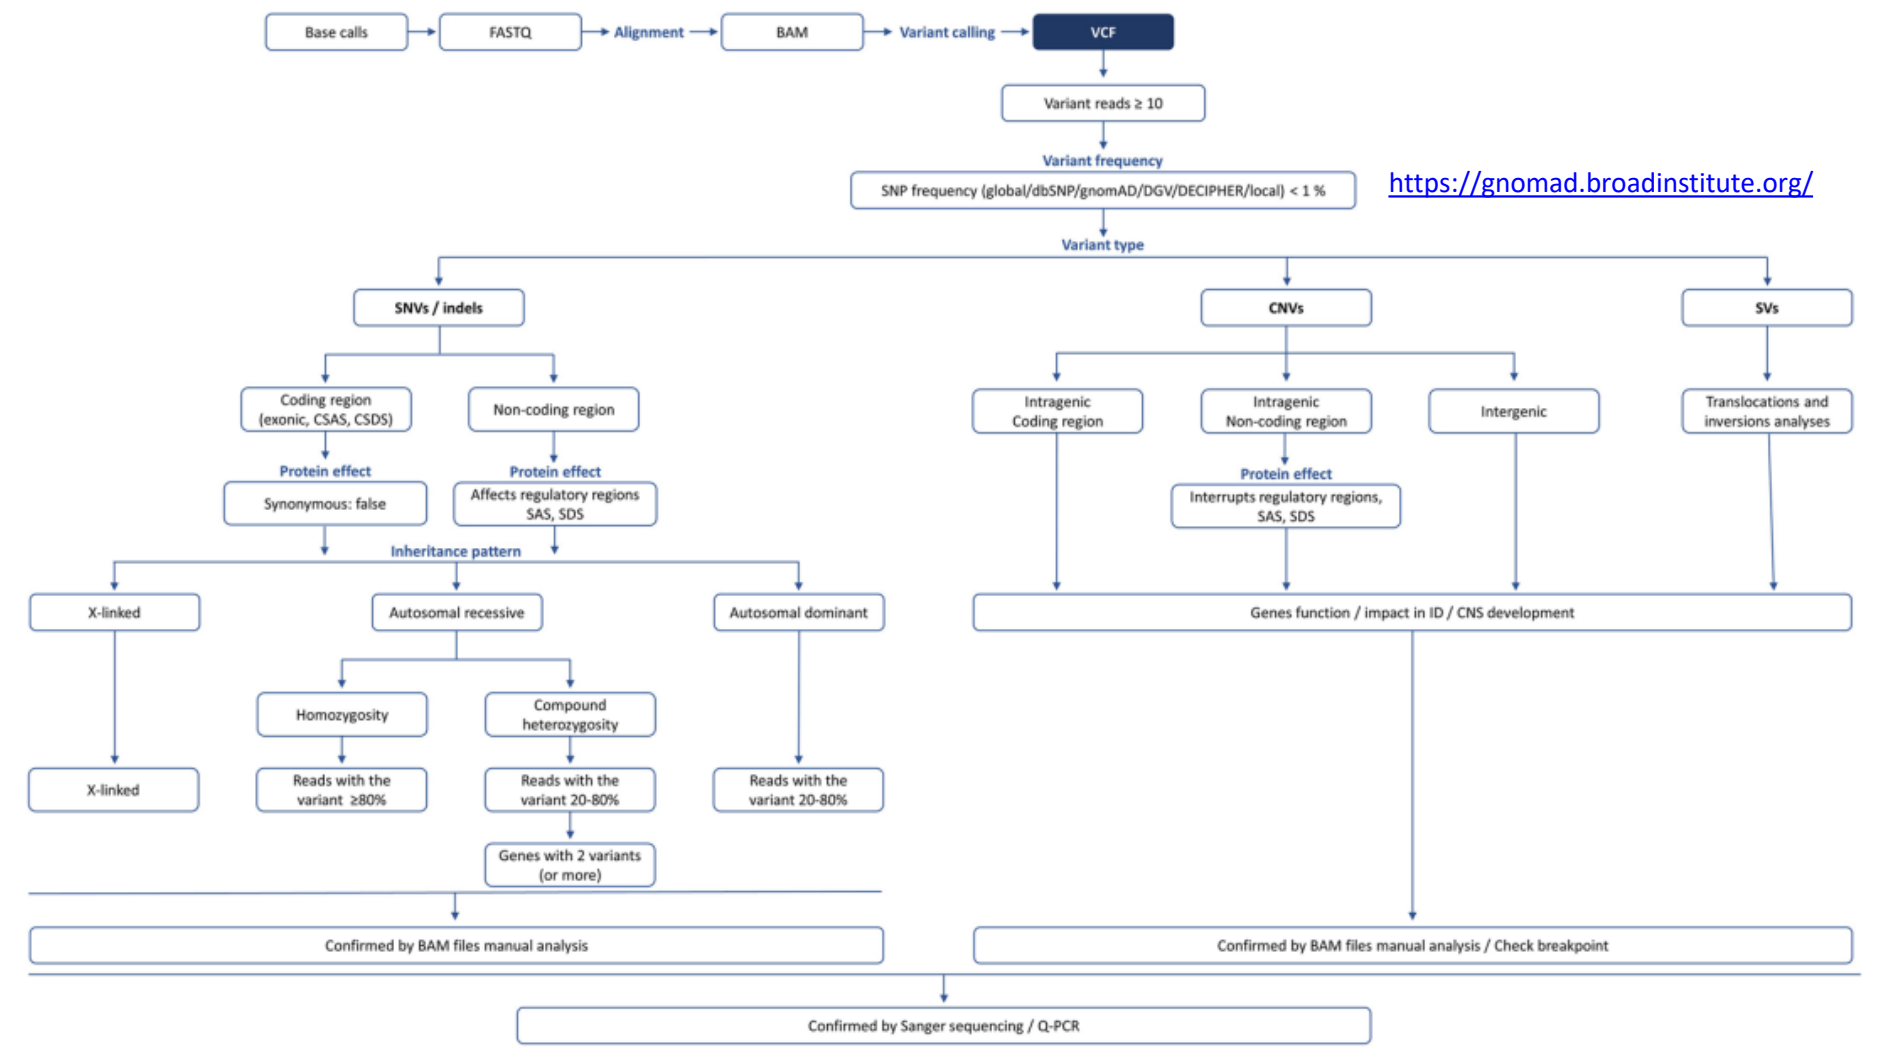 Base calls
FASTQ
Alignment
BAM
Variant calling
VCF
Variant reads ≥ 10
Variant frequency
SNP frequency (global/dbSNP/gnomAD/DGV/DECIPHER/local) < 1 %
https://gnomad.broadinstitute.org/
Variant type
SNVs / indels
CNVs
SVs
Coding region
(exonic, CSAS, CSDS)
Non-coding region
Intragenic
Coding region
Intragenic
Non-coding region
Intergenic
Translocations and
inversions analyses
Protein effect
Protein effect
Protein effect
Synonymous: false
Affects regulatory regions
SAS, SDS
Interrupts regulatory regions,
SAS, SDS
Inheritance pattern
X-linked
Autosomal recessive
Autosomal dominant
Genes function / impact in ID / CNS development
Homozygosity
Compound
heterozygosity
X-linked
Reads with the
variant ≥80%
Reads with the
variant 20-80%
Reads with the
variant 20-80%
Genes with 2 variants
(or more)
Confirmed by BAM files manual analysis
Confirmed by BAM files manual analysis / Check breakpoint
Confirmed by Sanger sequencing / Q-PCR